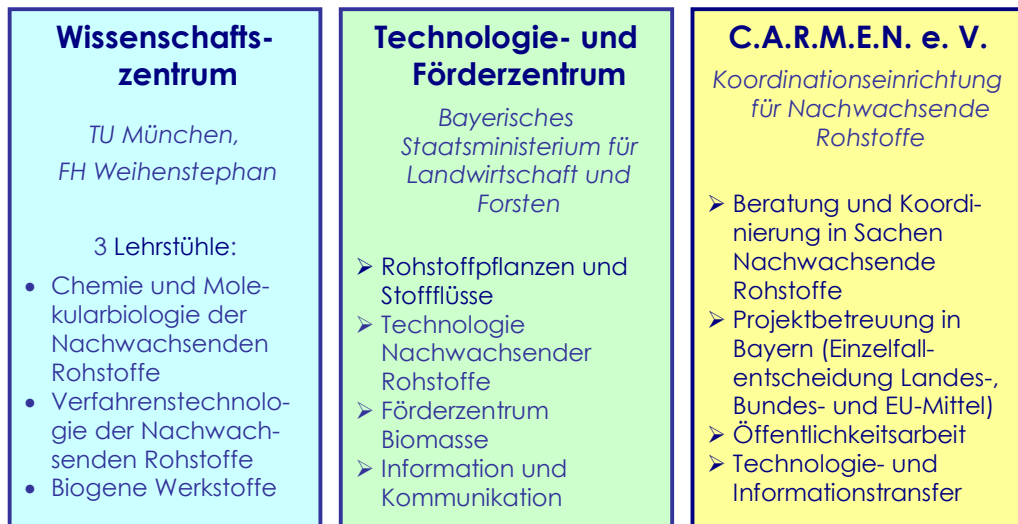 Wissenschafts-
zentrum
TU München,
FH Weihenstephan
3 Lehrstühle:
• Chemie und Mole-
kularbiologie der
Nachwachsenden
Rohstoffe
• Verfahrenstechnolo-
gie der Nachwach-
senden Rohstoffe
• Biogene Werkstoffe
Technologie- und
Förderzentrum
Bayerisches
Staatsministerium für
Landwirtschaft und
Forsten
➢ Rohstoffpflanzen und
Stoffflüsse
➢ Technologie
Nachwachsender
Rohstoffe
➢ Förderzentrum
Biomasse
➢ Information und
Kommunikation
C.A.R.M.E.N. e. V.
Koordinationseinrichtung
für Nachwachsende
Rohstoffe
➢ Beratung und Koordi-
nierung in Sachen
Nachwachsende
Rohstoffe
➢ Projektbetreuung in
Bayern (Einzelfall-
entscheidung Landes-,
Bundes- und EU-Mittel)
➢ Öffentlichkeitsarbeit
➢ Technologie- und
Informationstransfer